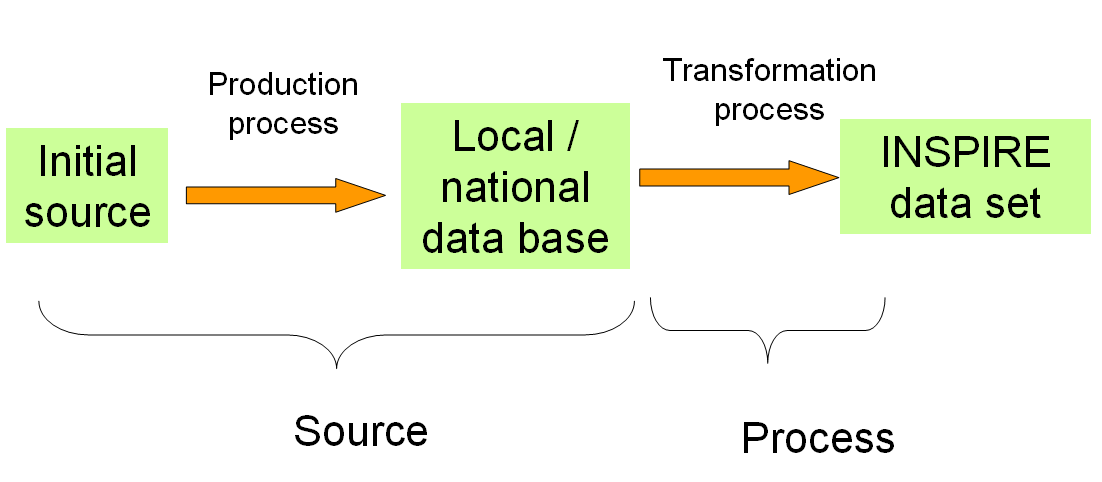 Production
process
Transformation
process
Initial
source
Local /
national
data base
INSPIRE
data set
Source
Process